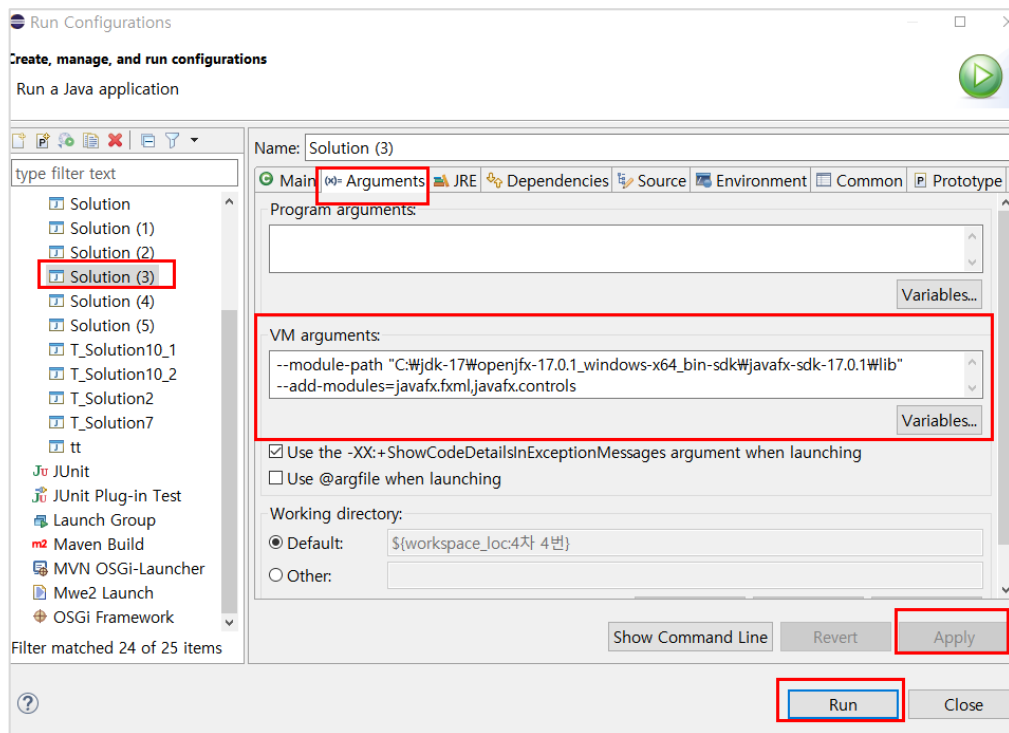 Run Configurations
Create, manage, and run configurations
Run a Java application
type filter text
Solution
Solution (1)
Solution (2)
Solution (3)
Solution (4)
Solution (5)
T_Solution10_1
T_Solution10_2
T_Solution2
T_Solution7
tt
Ju JUnit
JU JUnit Plug-in Test
Launch Group
m2 Maven Build
MVN OSGi-Launcher
Mwe2 Launch
OSGi Framework
Filter matched 24 of 25 items
Name: Solution (3)
Main (x)= Arguments JRE Dependencies Source Environment Common P Prototype
Program arguments:
Variables...
VM arguments:
--module-path "C:₩jdk-17₩openjfx-17.0.1_windows-x64_bin-sdk₩javafx-sdk-17.0.1₩lib"
--add-modules=javafx.fxml,javafx.controls
Variables...
Use the -XX:+ShowCodeDetailsInExceptionMessages argument when launching
Use @argfile when launching
Working directory:
Default: ${workspace_loc:4차 4번}
Other:
Show Command Line Revert Apply
? Run Close